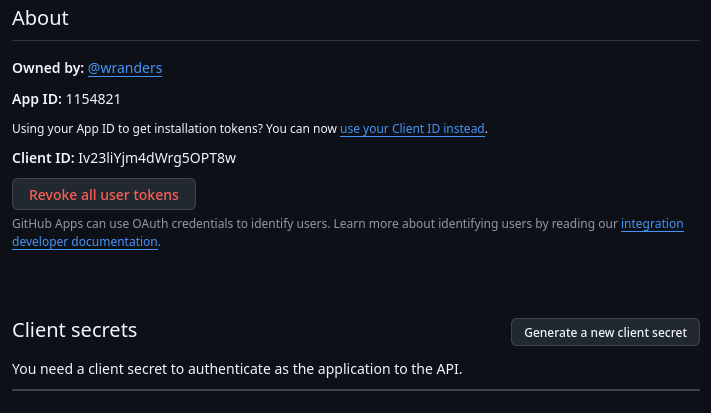 About
Owned by: @wranders
App ID: 1154821
Using your App ID to get installation tokens? You can now use your Client ID instead.
Client ID: Iv23liYjm4dWrg5OPT8w
Revoke all user tokens
GitHub Apps can use OAuth credentials to identify users. Learn more about identifying users by reading our integration
developer documentation.
Client secrets
Generate a new client secret
You need a client secret to authenticate as the application to the API.